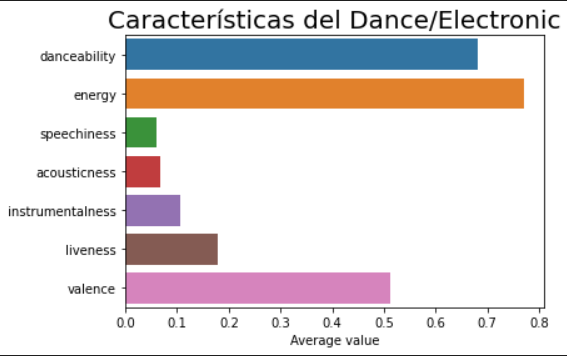 Características del Dance/Electronic
danceability
energy
speechiness
acousticness
instrumentalness
liveness
valence
0.0 0.1 0.2 0.3 0.4 0.5 0.6 0.7 0.8
Average value